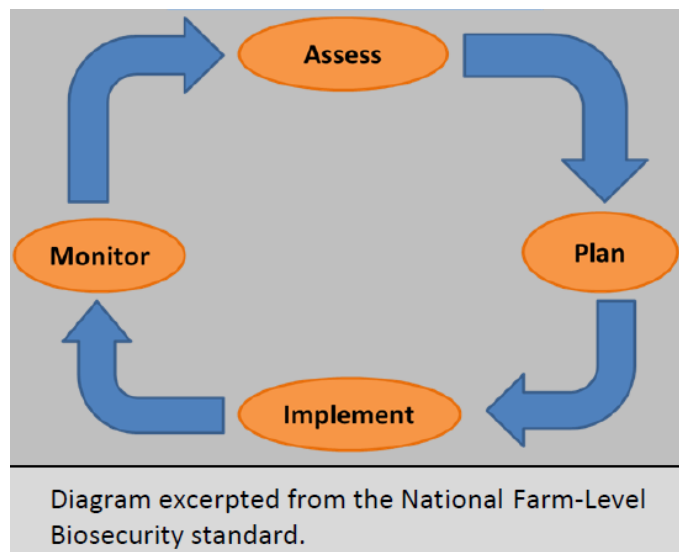 Assess
Monitor
Plan
Implement
Diagram excerpted from the National Farm-Level
Biosecurity standard.